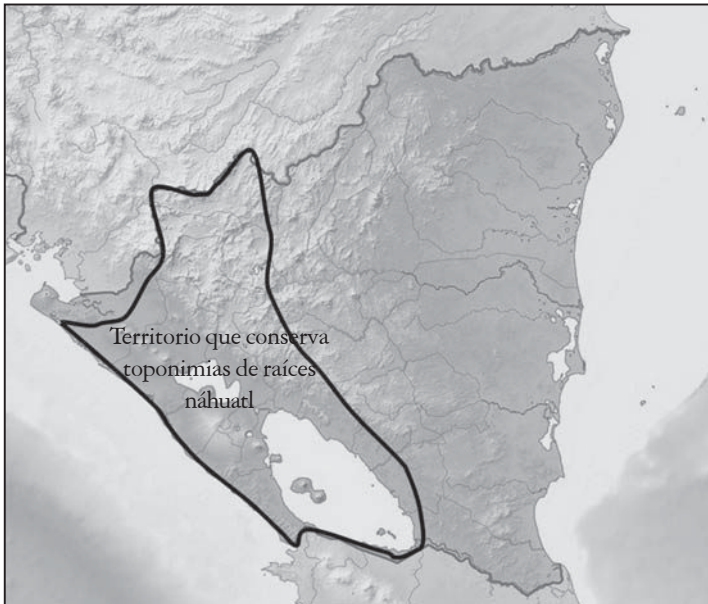 Territorio que conserva
toponimias de raíces
náhuatl